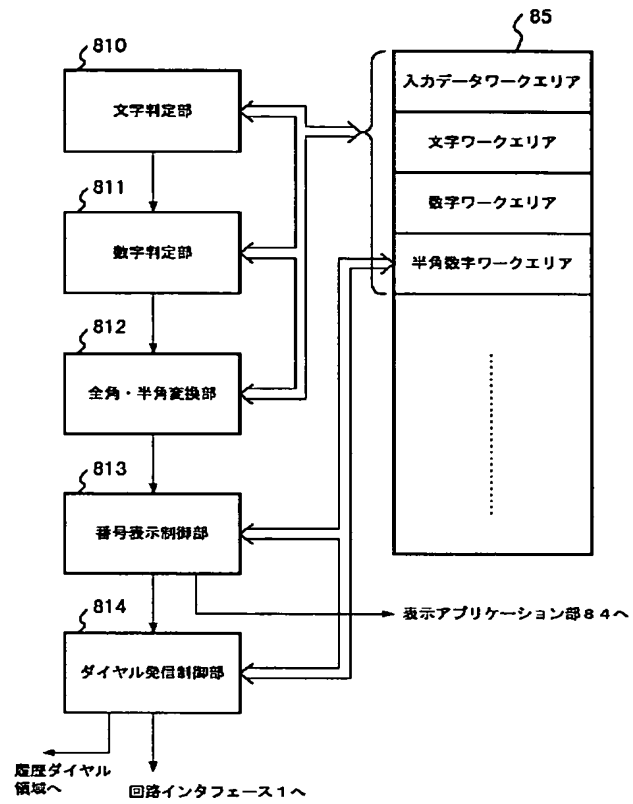 810
文字判定部
811
数字判定部
812
全角・半角変換部
813
番号表示制御部
814
ダイヤル発信制御部
85
入力データワークエリア
文字ワークエリア
数字ワークエリア
半角数字ワークエリア
表示アプリケーション部84へ
履歴ダイヤル
領域へ
回路インタフェース1へ